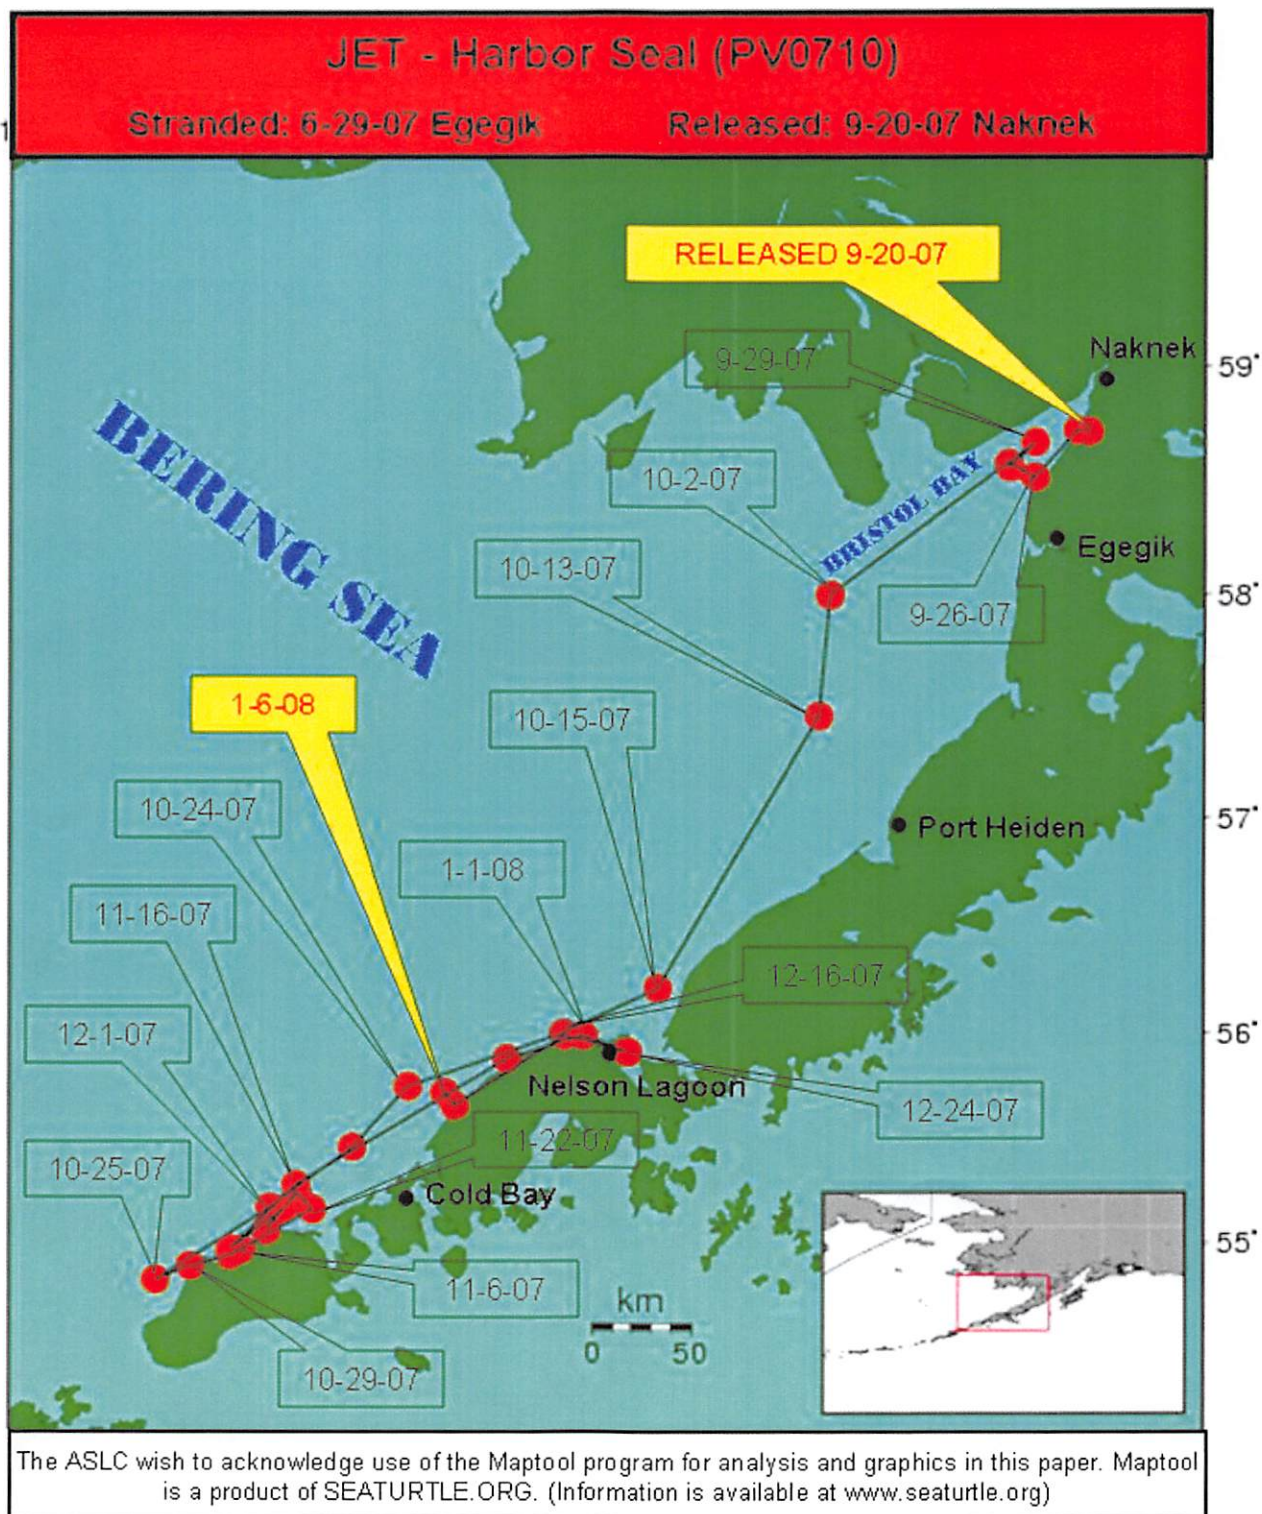 JET - Harbor Seal (PV0710)
Stranded: 6-29-07 Egegik Released: 9-20-07 Naknek
1
RELEASED 9-20-07
Naknek
59°
9-29-07
10-2-07
BRISTOL BAY
BERING SEA
Egegik
10-13-07
58°
9-26-07
1-6-08
10-15-07
10-24-07
57°
Port Heiden
1-1-08
11-16-07
12-16-07
12-1-07
56°
Nelson Lagoon
12-24-07
11-22-07
10-25-07
Cold Bay
55°
11-6-07
km
0 50
10-29-07
The ASLC wish to acknowledge use of the Maptool program for analysis and graphics in this paper. Maptool
is a product of SEATURTLE.ORG. (Information is available at www.seaturtle.org)